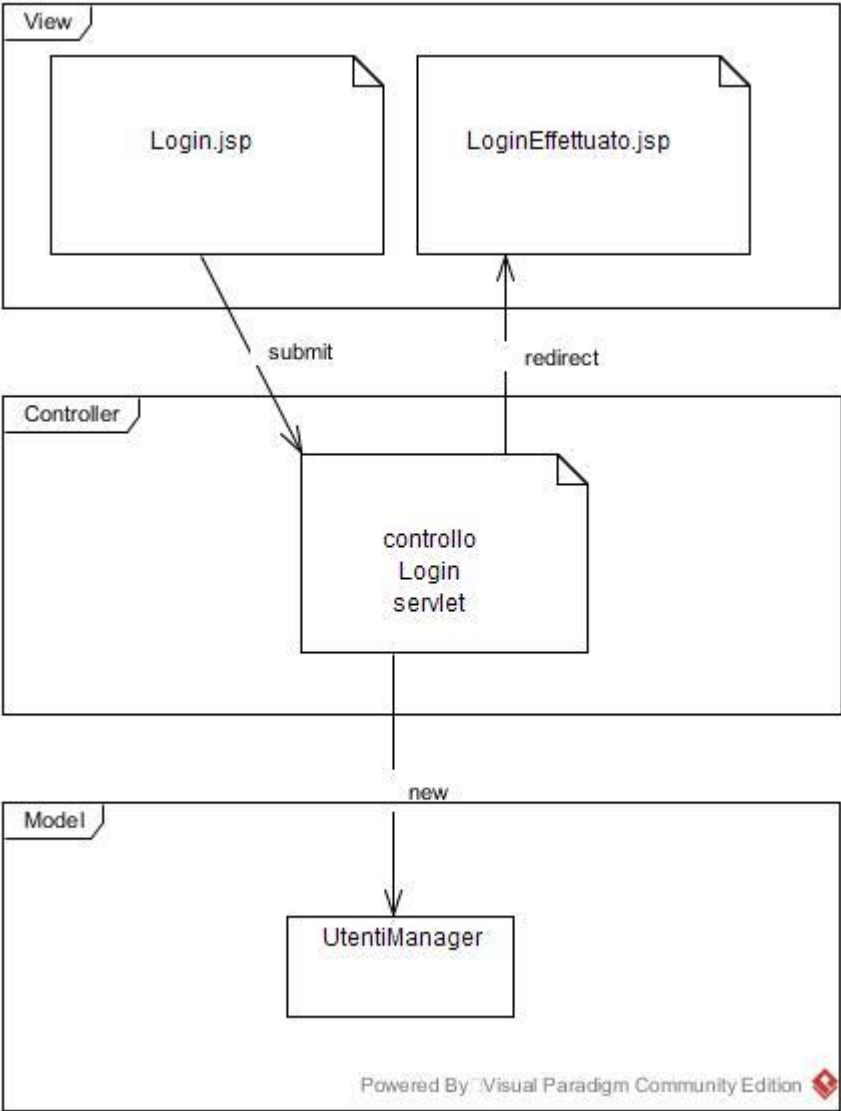 View
Login.jsp
LoginEffettuato.jsp
submit
redirect
Controller
controllo
Login
servlet
new
Model
UtentiManager
Powered By Visual Paradigm Community Edition